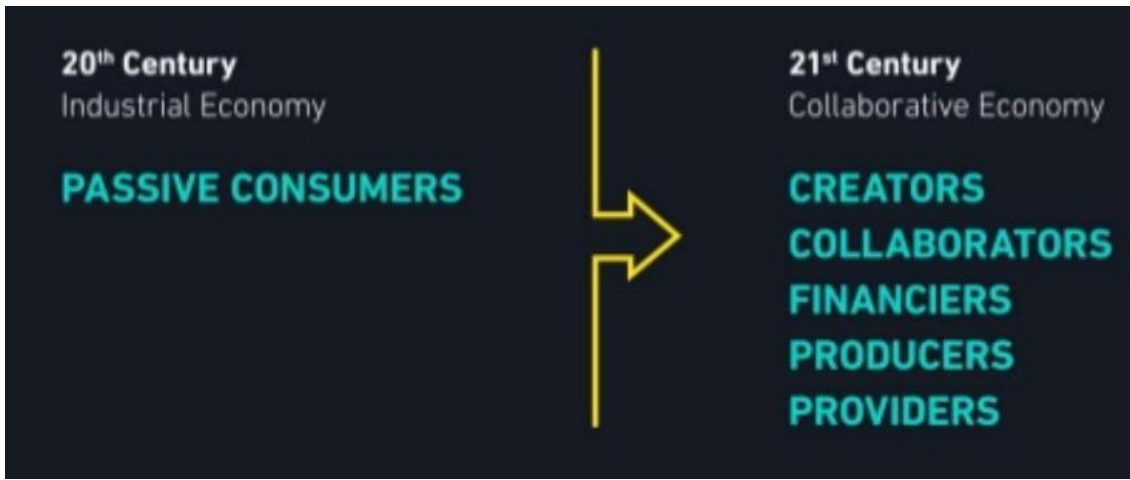 20th Century
Industrial Economy
PASSIVE CONSUMERS
21st Century
Collaborative Economy
CREATORS
COLLABORATORS
FINANCIERS
PRODUCERS
PROVIDERS